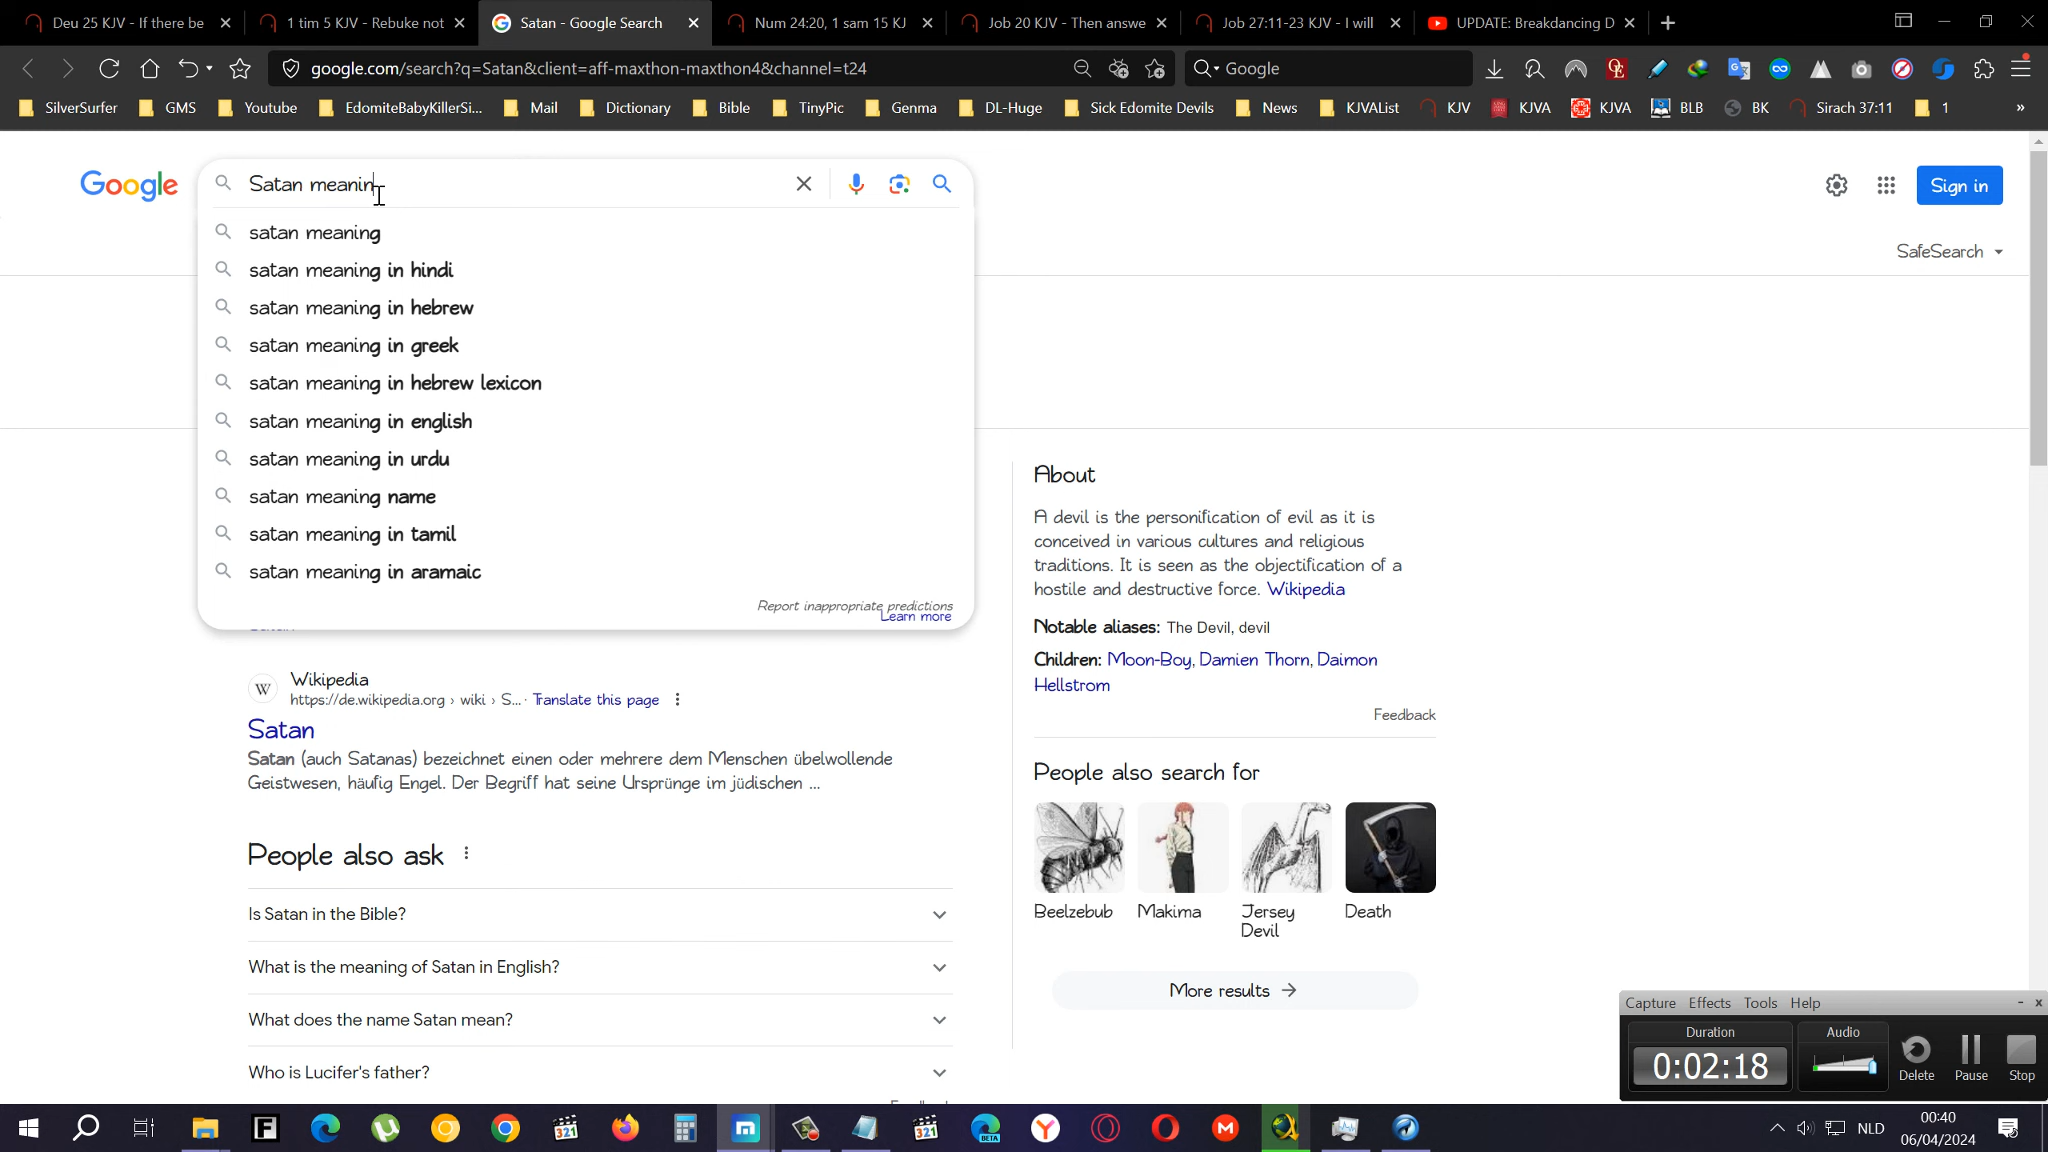 Deu 25 KJV - If there be
1 tim 5 KJV - Rebuke not
Satan - Google Search
Num 24:20, 1 sam 15 KJ
Job 20 KJV - Then answe
Job 27:11-23 KJV - I will
UPDATE: Breakdancing D
google.com/search?q=Satan&client=aff-maxthon-maxthon4&channel=t24
Google
SilverSurfer
GMS
Youtube
EdomiteBabyKillerSi...
Mail
Dictionary
Bible
TinyPic
Genma
DL-Huge
Sick Edomite Devils
News
KJVAList
KJV
KJVA
KJVA
BLB
BK
Sirach 37:11
1
»
Google
Satan meanin
Sign in
satan meaning
satan meaning in hindi
satan meaning in hebrew
satan meaning in greek
satan meaning in hebrew lexicon
satan meaning in english
satan meaning in urdu
satan meaning name
satan meaning in tamil
satan meaning in aramaic
Report inappropriate predictions
Learn more
SafeSearch
Wikipedia
https://de.wikipedia.org › wiki › S... · Translate this page
Satan
Satan (auch Satanas) bezeichnet einen oder mehrere dem Menschen übelwollende
Geistwesen, häufig Engel. Der Begriff hat seine Ursprünge im jüdischen ...
People also ask
Is Satan in the Bible?
What is the meaning of Satan in English?
What does the name Satan mean?
Who is Lucifer's father?
About
A devil is the personification of evil as it is
conceived in various cultures and religious
traditions. It is seen as the objectification of a
hostile and destructive force. Wikipedia
Notable aliases: The Devil, devil
Children: Moon-Boy, Damien Thorn, Daimon
Hellstrom
Feedback
People also search for
Beelzebub
Makima
Jersey
Devil
Death
More results →
Capture Effects Tools Help
Duration
0:02:18
Audio
Delete
Pause
Stop
NLD
00:40
06/04/2024